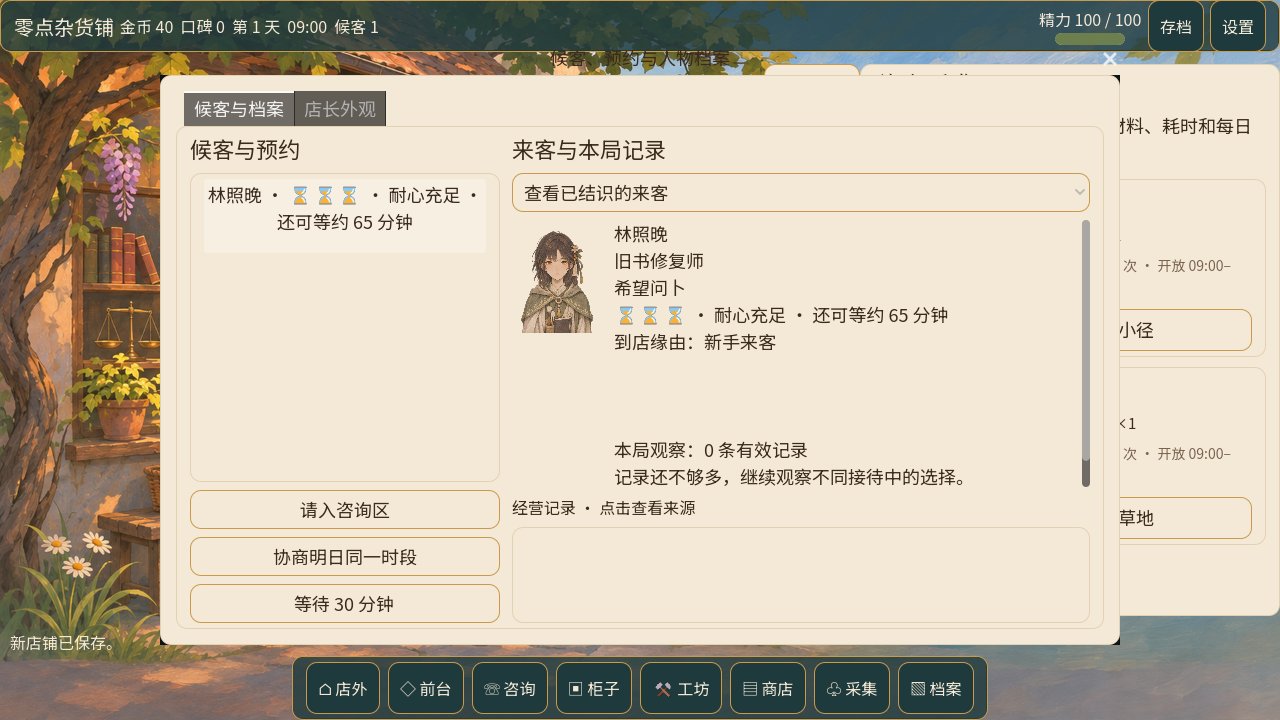 零点杂货铺 金币 40 口碑 0 第 1 天 09:00 候客 1
精力 100 / 100
存档
设置
候客、预约与人物档案
候客与档案
店长外观
候客与预约
林照晚 · ⏳⏳⏳ · 耐心充足 ·
还可等约 65 分钟
请入咨询区
协商明日同一时段
等待 30 分钟
来客与本局记录
查看已结识的来客
林照晚
旧书修复师
希望问卜
⏳⏳⏳ · 耐心充足 · 还可等约 65 分钟
到店缘由：新手来客
本局观察：0 条有效记录
记录还不够多，继续观察不同接待中的选择。
经营记录 · 点击查看来源
材料、耗时和每日
次 · 开放 09:00–
小径
×1
次 · 开放 09:00–
草地
新店铺已保存。
店外
前台
咨询
柜子
工坊
商店
采集
档案